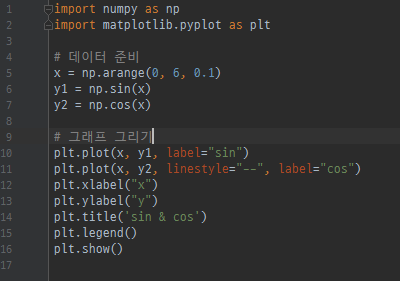 1 import numpy as np
2 import matplotlib.pyplot as plt
3
4 # 데이터 준비
5 x = np.arange(0, 6, 0.1)
6 y1 = np.sin(x)
7 y2 = np.cos(x)
8
9 # 그래프 그리기
10 plt.plot(x, y1, label="sin")
11 plt.plot(x, y2, linestyle="--", label="cos")
12 plt.xlabel("x")
13 plt.ylabel("y")
14 plt.title('sin & cos')
15 plt.legend()
16 plt.show()
17